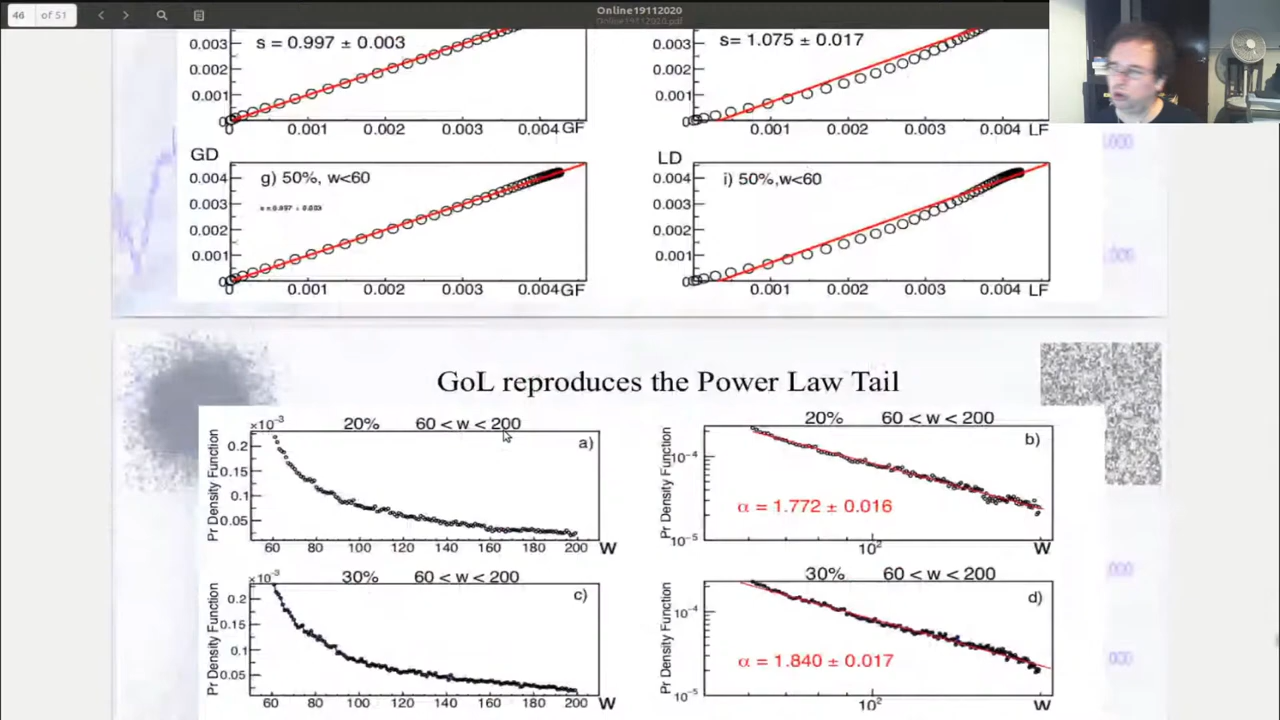 46 of 51
Online19112020
Online19112020.pdf
0.003
0.002
0.001
0
s = 0.997 ± 0.003
0.001 0.002 0.003 0.004 GF
0.003
0.002
0.001
0
s= 1.075 ± 0.017
0.001 0.002 0.003 0.004 LF
GD
0.004
0.003
0.002
0.001
0
g) 50%, w<60
s = 0.997 ± 0.003
0 0.001 0.002 0.003 0.004 GF
LD
0.004
0.003
0.002
0.001
0
i) 50%,w<60
0.001 0.002 0.003 0.004 LF
GoL reproduces the Power Law Tail
×10⁻³ 20% 60 < w < 200
a)
Pr Density Function
0.2
0.15
0.1
0.05
60 80 100 120 140 160 180 200 W
20% 60 < w < 200
b)
Pr Density Function
10⁻⁴
α = 1.772 ± 0.016
10⁻⁵
10² W
×10⁻³ 30% 60 < w < 200
c)
Pr Density Function
0.2
0.15
0.1
0.05
60 80 100 120 140 160 180 200 W
30% 60 < w < 200
d)
Pr Density Function
10⁻⁴
α = 1.840 ± 0.017
10⁻⁵
10² W